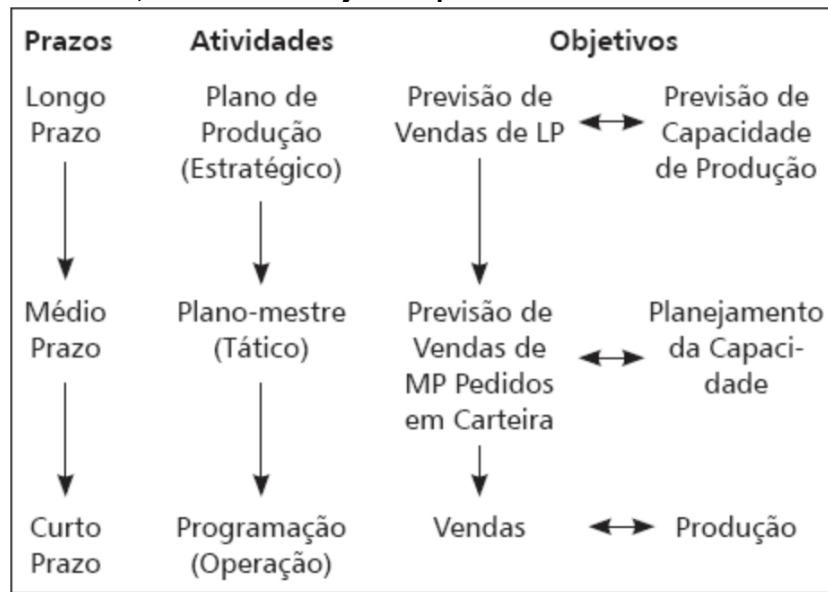 Prazos Atividades Objetivos
Longo Prazo
Plano de Produção (Estratégico)
Previsão de Vendas de LP
Previsão de Capacidade de Produção
Médio Prazo
Plano-mestre (Tático)
Previsão de Vendas de MP Pedidos em Carteira
Planejamento da Capaci-dade
Curto Prazo
Programação (Operação)
Vendas
Produção